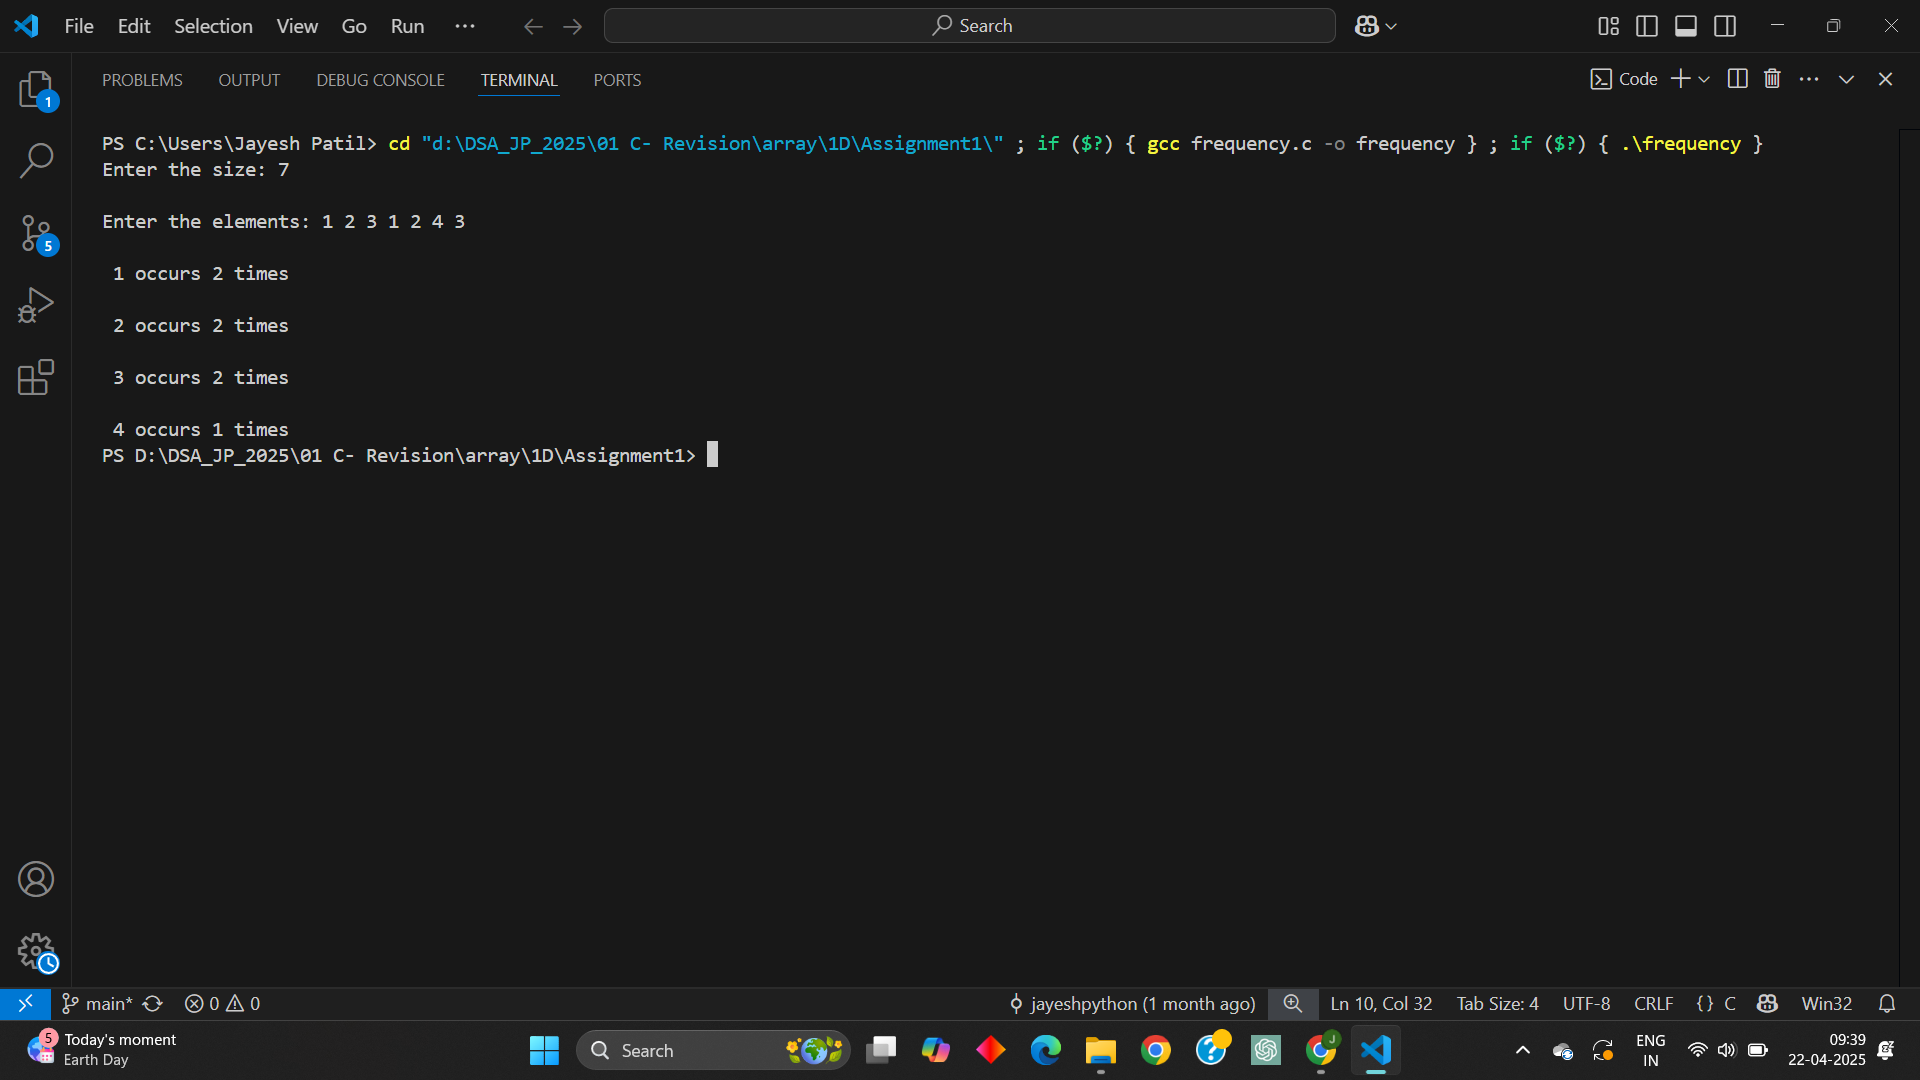 File Edit Selection View Go Run ··· Search
PROBLEMS OUTPUT DEBUG CONSOLE TERMINAL PORTS Code
1
5
PS C:\Users\Jayesh Patil> cd "d:\DSA_JP_2025\01 C- Revision\array\1D\Assignment1\" ; if ($?) { gcc frequency.c -o frequency } ; if ($?) { .\frequency }
Enter the size: 7
Enter the elements: 1 2 3 1 2 4 3
1 occurs 2 times
2 occurs 2 times
3 occurs 2 times
4 occurs 1 times
PS D:\DSA_JP_2025\01 C- Revision\array\1D\Assignment1>
main* 0 0 jayeshpython (1 month ago) Ln 10, Col 32 Tab Size: 4 UTF-8 CRLF {} C Win32
5 Today's moment
Earth Day
Search
J
ENG
IN
09:39
22-04-2025